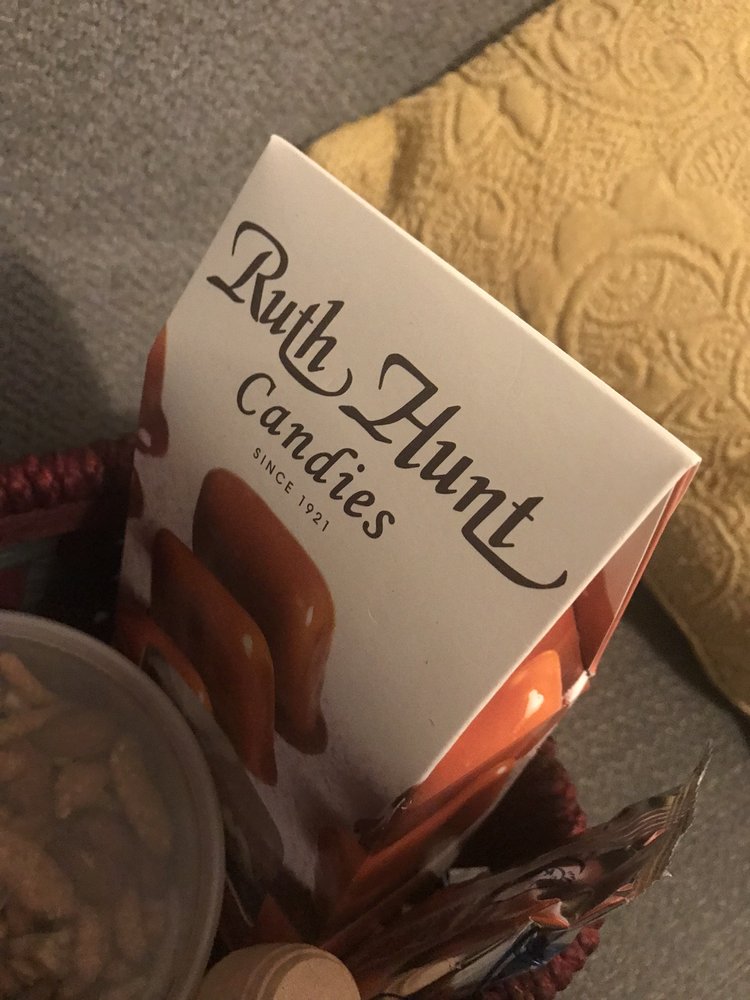 Ruth Hunt
Candies
SINCE 1921